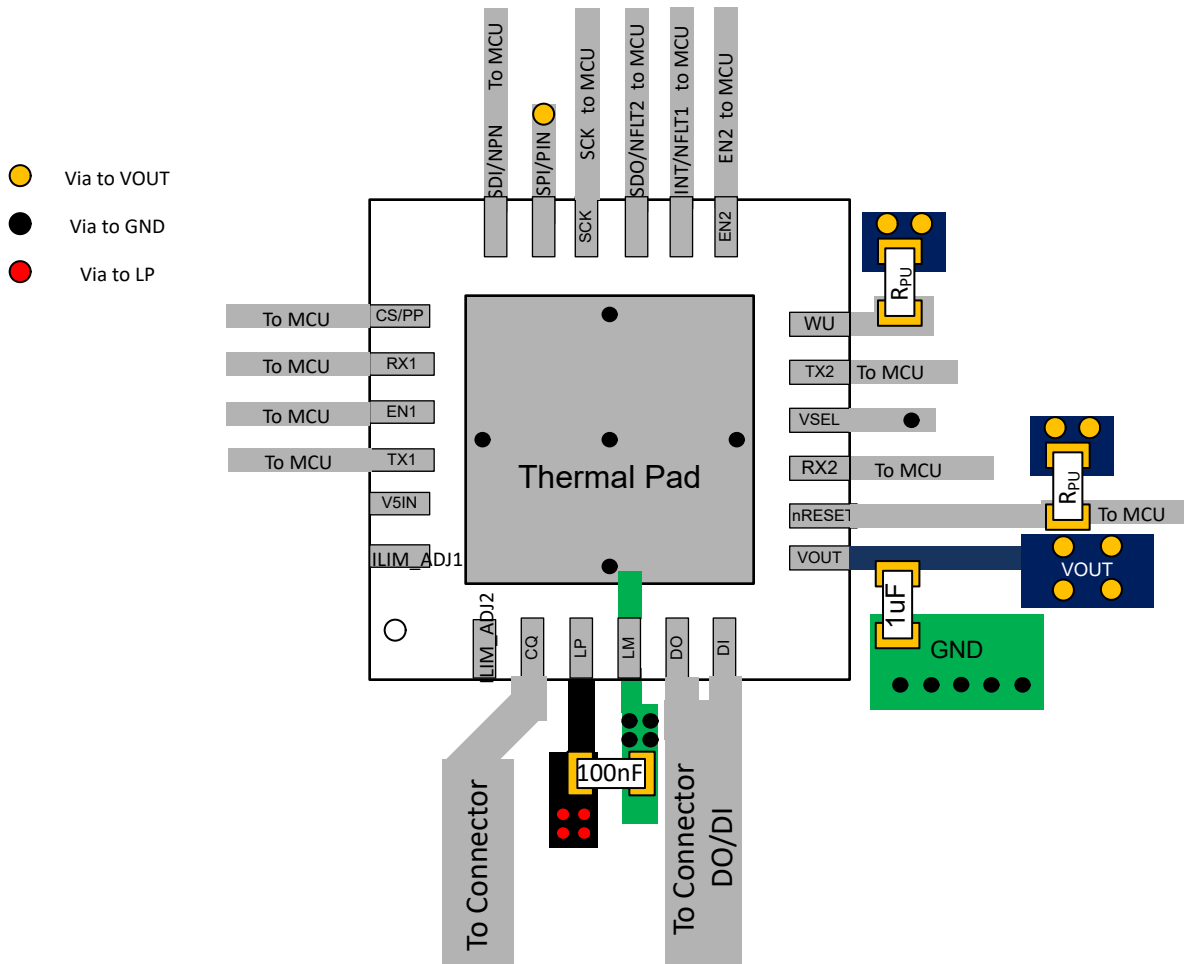 SDI/NPN To MCU
SPI/PIN
SCK to MCU
SDO/NFLT2 to MCU
INT/NFLT1 to MCU
EN2 to MCU
Via to VOUT
Via to GND
Via to LP
SCK
EN2
RPU
To MCU CS/PP
WU
To MCU RX1
TX2 To MCU
To MCU EN1
VSEL
To MCU TX1
RX2 To MCU
RPU
Thermal Pad
V5IN
nRESET
To MCU
ILIM_ADJ1
VOUT
VOUT
1uF
GND
ILIM_ADJ2
CQ
LP
LM
DO
DI
100nF
To Connector
To Connector
DO/DI